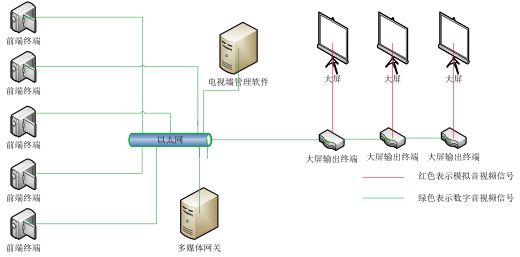 前端终端
前端终端
前端终端
前端终端
前端终端
电视墙管理软件
以太网
多媒体网关
大屏
大屏
大屏
大屏输出终端
大屏输出终端
大屏输出终端
红色表示模拟音视频信号
绿色表示数字音视频信号